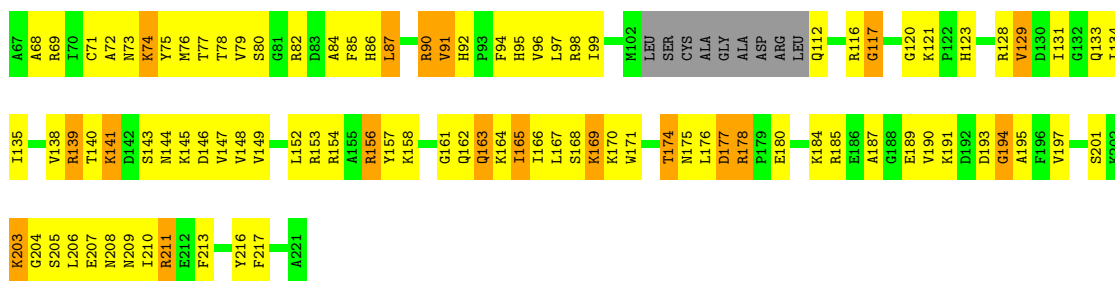 A67 A68 R69 I70 C71 A72 N73 K74 Y75 M76 T77 T78 V79 S80 G81 R82 D83 A84 F85 H86 L87 R90 V91 H92 P93 F94 H95 V96 L97 R98 I99 M102 LEU SER CYS ALA GLY ALA ASP ARG LEU Q112 R116 G117 G120 K121 P122 H123 R128 V129 D130 I131 G132 Q133 I134
I135 V138 R139 T140 K141 D142 S143 N144 K145 D146 V147 V148 V149 L152 R153 R154 A155 R156 Y157 K158 G161 Q162 Q163 K164 I165 I166 L167 S168 K169 K170 W171 T174 N175 L176 D177 R178 P179 E180 K184 R185 E186 A187 G188 E189 V190 K191 D192 D193 G194 A195 F196 V197 S201 K202
K203 G204 S205 L206 E207 N208 N209 I210 R211 E212 F213 Y216 F217 A221